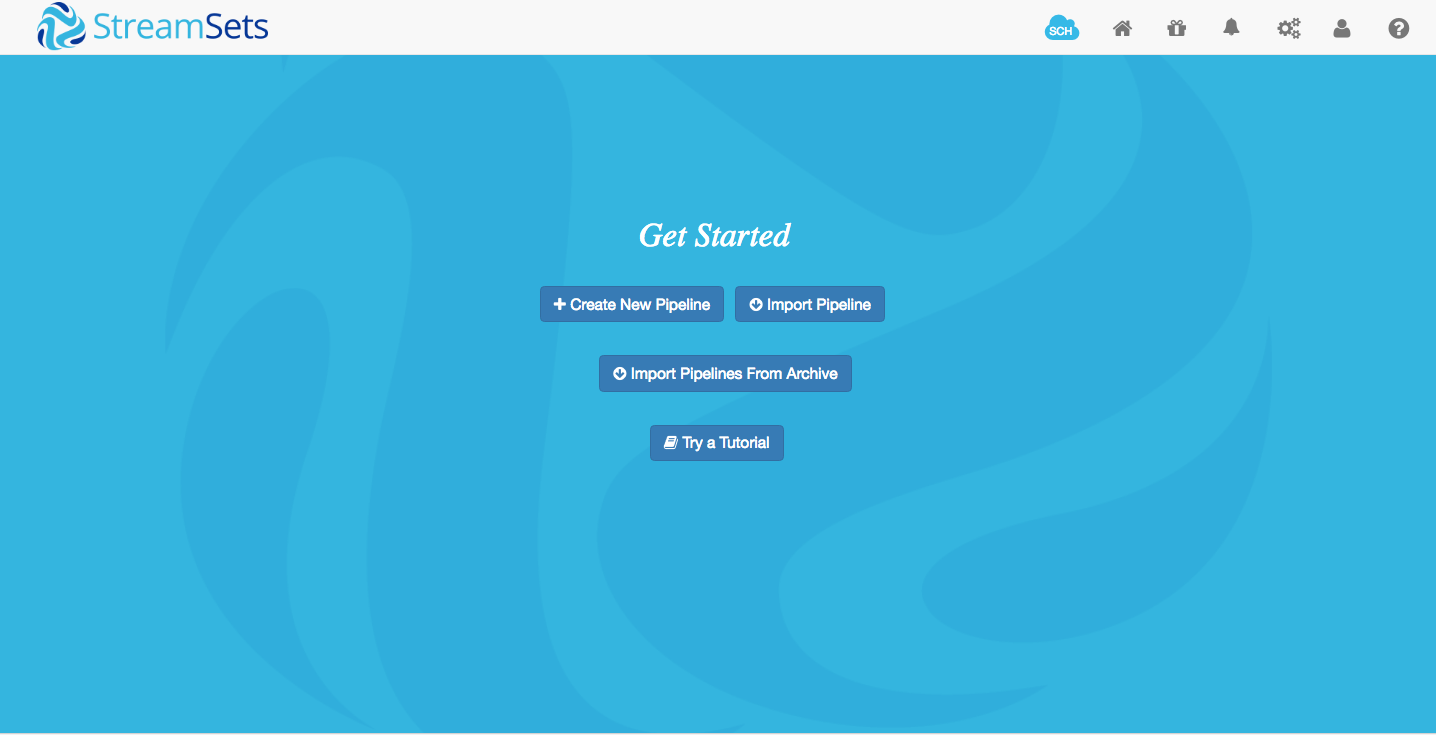 StreamSets
SCH
Get Started
Create New Pipeline
Import Pipeline
Import Pipelines From Archive
Try a Tutorial